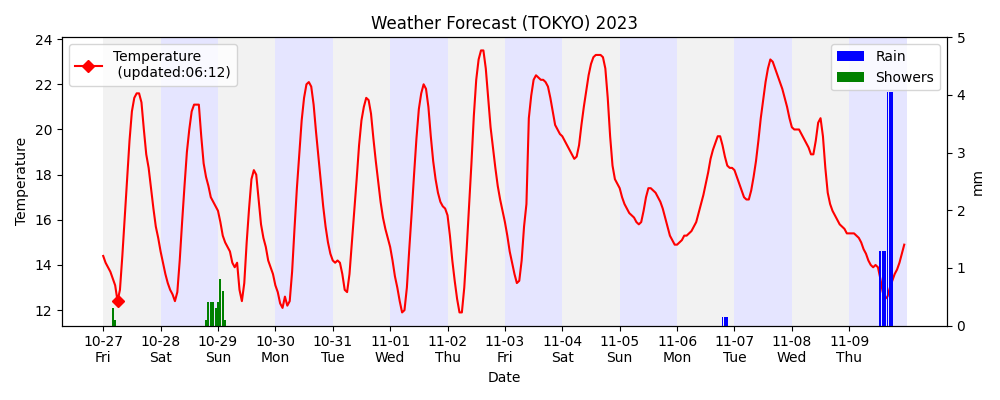 Weather Forecast (TOKYO) 2023
Temperature
(updated:06:12)
Rain
Showers
24
22
20
18
16
14
12
Temperature
5
4
3
2
1
0
mm
10-27 10-28 10-29 10-30 10-31 11-01 11-02 11-03 11-04 11-05 11-06 11-07 11-08 11-09
Fri Sat Sun Mon Tue Wed Thu Fri Sat Sun Mon Tue Wed Thu
Date